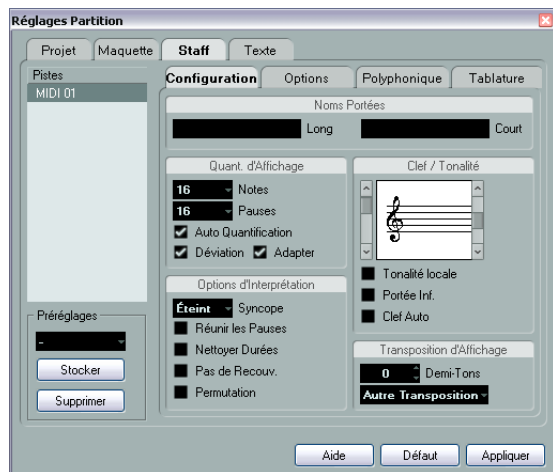 Réglages Partition
Projet Maquette Staff Texte
Pistes
MIDI 01
Configuration Options Polyphonique Tablature
Noms Portées
Long Court
Quant. d'Affichage
16 Notes
16 Pauses
Auto Quantification
Déviation Adapter
Options d'Interprétation
Éteint Syncope
Réunir les Pauses
Nettoyer Durées
Pas de Recouv.
Permutation
Clef / Tonalité
Tonalité locale
Portée Inf.
Clef Auto
Transposition d'Affichage
0 Demi-Tons
Autre Transposition
Préréglages
-
Stocker
Supprimer
Aide Défaut Appliquer